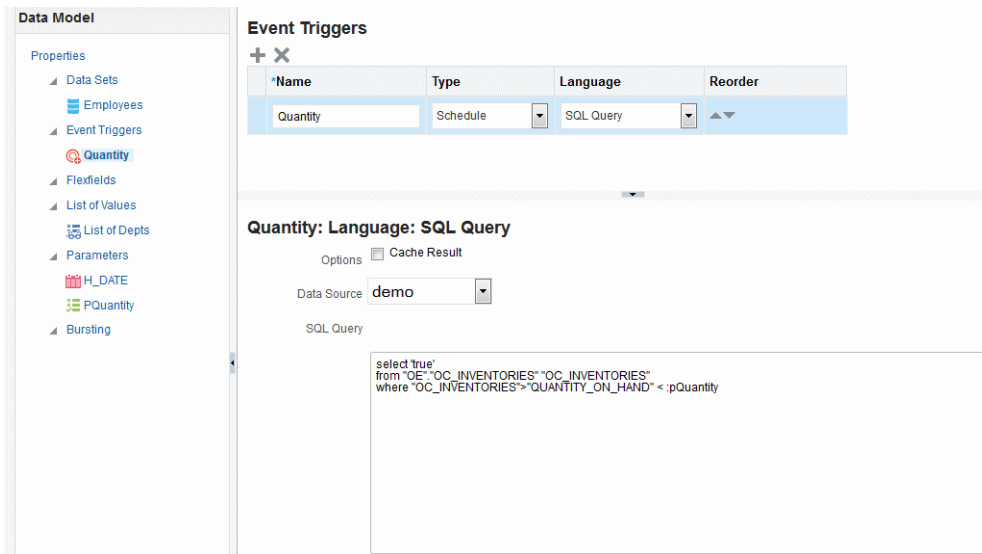 Data Model
Properties
Data Sets
Employees
Event Triggers
Quantity
Flexfields
List of Values
List of Depts
Parameters
H_DATE
PQuantity
Bursting
Event Triggers
*Name Type Language Reorder
Quantity Schedule SQL Query
Quantity: Language: SQL Query
Options Cache Result
Data Source demo
SQL Query
select 'true'
from "OE"."OC_INVENTORIES" "OC_INVENTORIES"
where "OC_INVENTORIES">"QUANTITY_ON_HAND" < :pQuantity